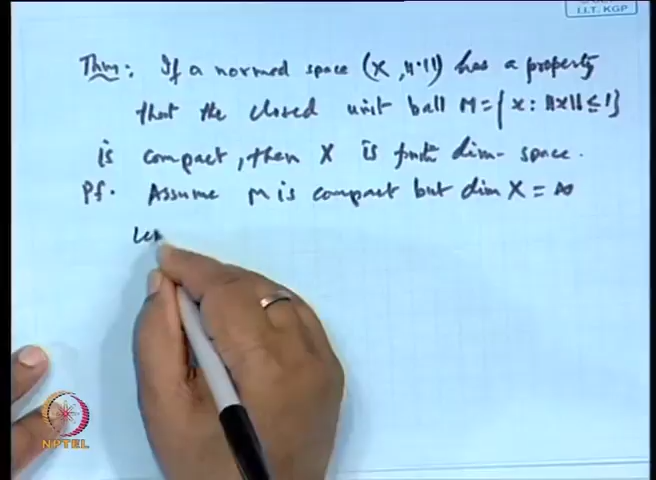 I.I.T. KGP
Thm: If a normed space (X, ||·||) has a property
that the closed unit ball M = {x : ||x|| ≤ 1}
is compact, then X is finite dim- space.
Pf. Assume M is compact but dim X = ∞
Let
NPTEL